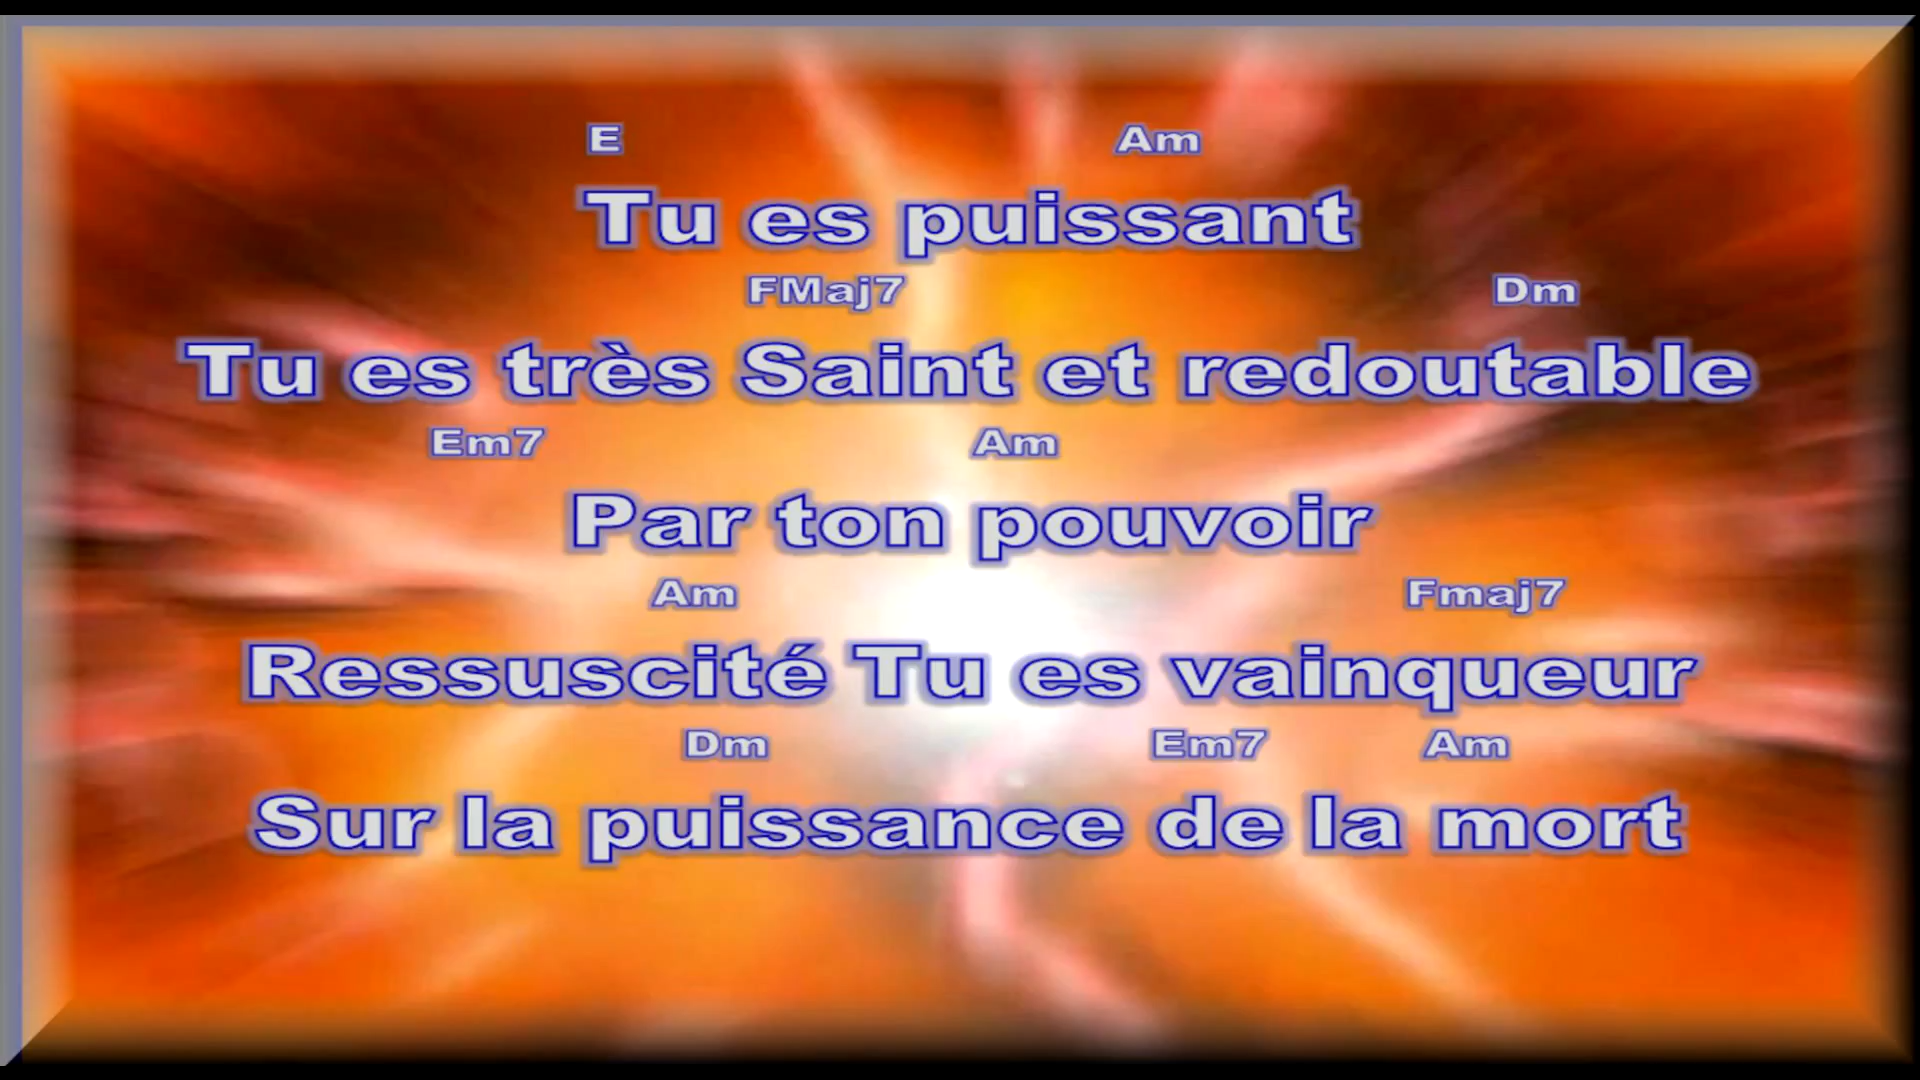 E Am
Tu es puissant
FMaj7 Dm
Tu es très Saint et redoutable
Em7 Am
Par ton pouvoir
Am Fmaj7
Ressuscité Tu es vainqueur
Dm Em7 Am
Sur la puissance de la mort